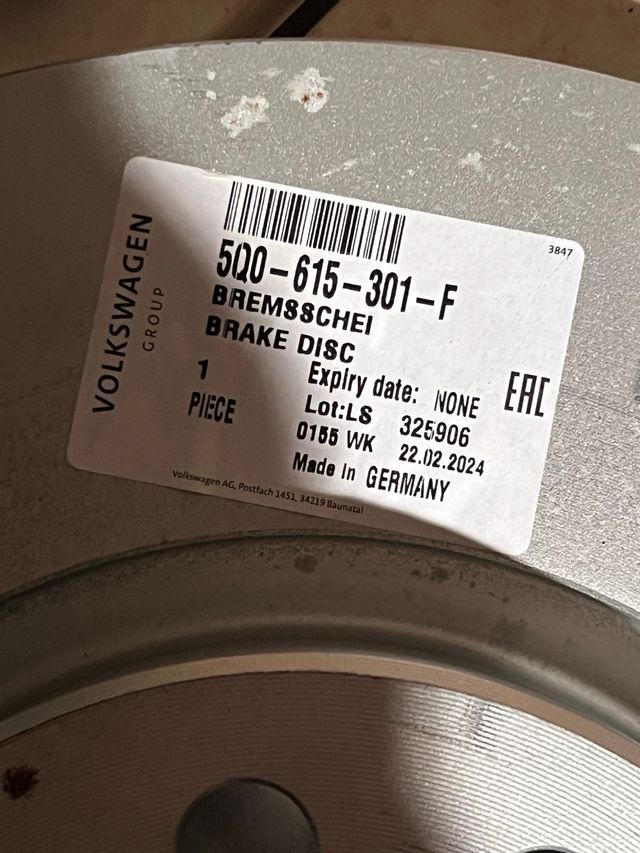 VOLKSWAGEN
GROUP
3847
5Q0-615-301-F
BREMSSCHEI
BRAKE DISC
1
PIECE
Expiry date: NONE
Lot:LS 325906
0155 WK 22.02.2024
Made in GERMANY
EAC
Volkswagen AG, Postfach 1451, 34219 Baunatal